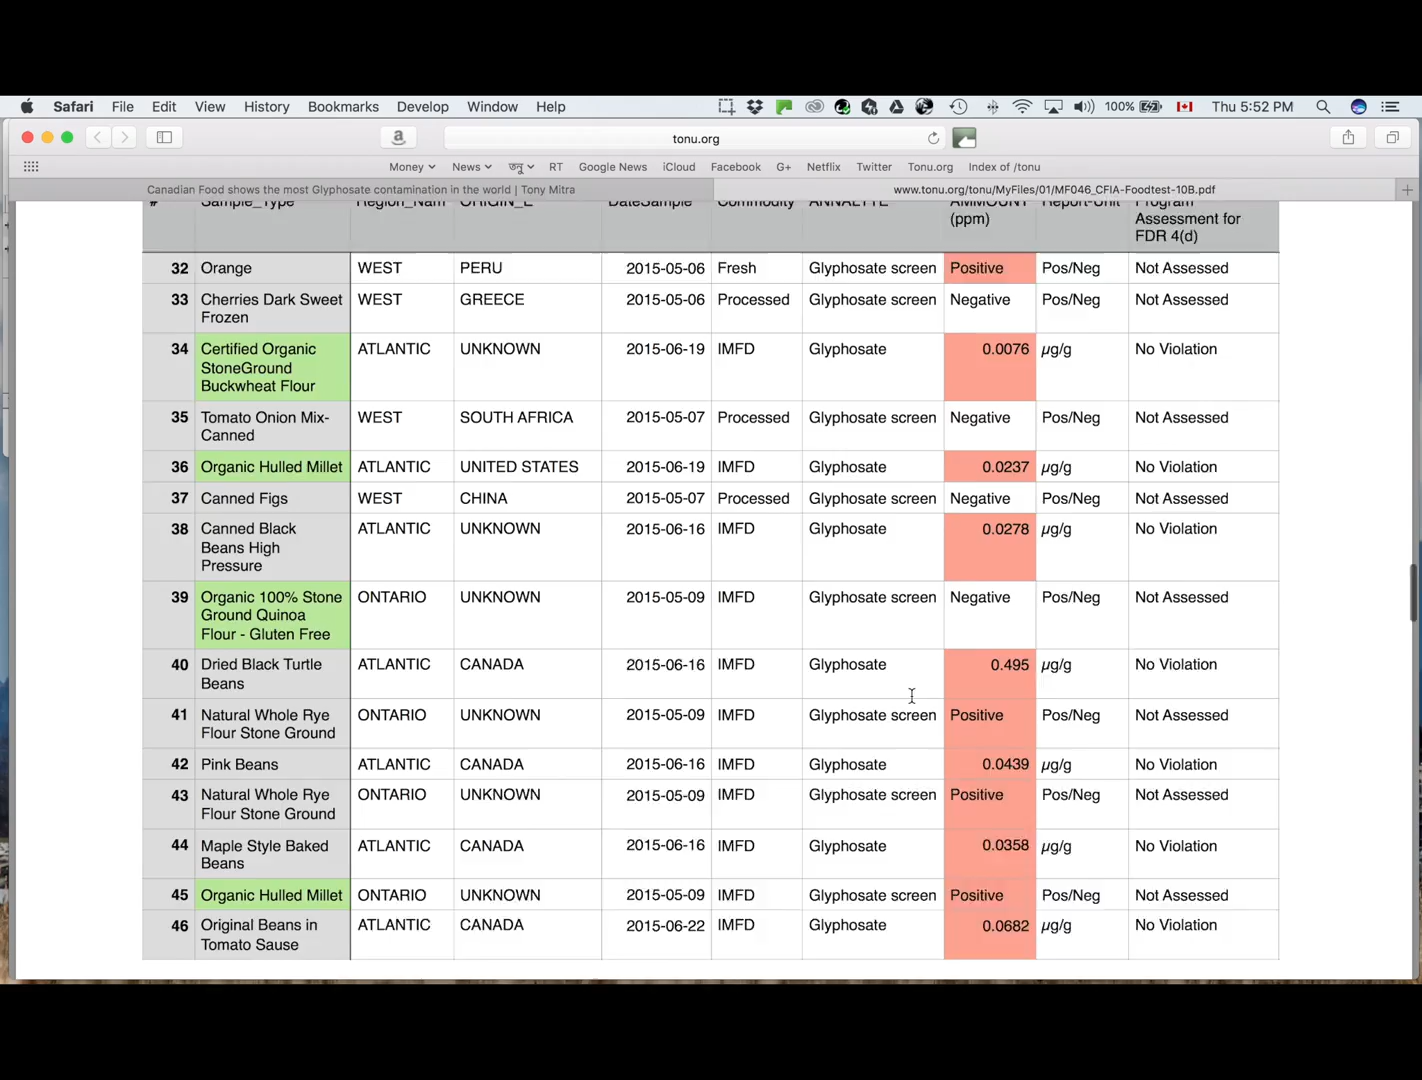 Safari File Edit View History Bookmarks Develop Window Help 100% Thu 5:52 PM
a tonu.org
Money News তনু RT Google News iCloud Facebook G+ Netflix Twitter Tonu.org Index of /tonu
Canadian Food shows the most Glyphosate contamination in the world | Tony Mitra www.tonu.org/tonu/MyFiles/01/MF046_CFIA-Foodtest-10B.pdf
# Sample_Type Region_Nam ORIGIN_E DateSample Commodity ANNALYTE AMMOUNT Report-Unit Program
(ppm) Assessment for
FDR 4(d)
32 Orange WEST PERU 2015-05-06 Fresh Glyphosate screen Positive Pos/Neg Not Assessed
33 Cherries Dark Sweet WEST GREECE 2015-05-06 Processed Glyphosate screen Negative Pos/Neg Not Assessed
Frozen
34 Certified Organic ATLANTIC UNKNOWN 2015-06-19 IMFD Glyphosate 0.0076 µg/g No Violation
StoneGround
Buckwheat Flour
35 Tomato Onion Mix- WEST SOUTH AFRICA 2015-05-07 Processed Glyphosate screen Negative Pos/Neg Not Assessed
Canned
36 Organic Hulled Millet ATLANTIC UNITED STATES 2015-06-19 IMFD Glyphosate 0.0237 µg/g No Violation
37 Canned Figs WEST CHINA 2015-05-07 Processed Glyphosate screen Negative Pos/Neg Not Assessed
38 Canned Black ATLANTIC UNKNOWN 2015-06-16 IMFD Glyphosate 0.0278 µg/g No Violation
Beans High
Pressure
39 Organic 100% Stone ONTARIO UNKNOWN 2015-05-09 IMFD Glyphosate screen Negative Pos/Neg Not Assessed
Ground Quinoa
Flour - Gluten Free
40 Dried Black Turtle ATLANTIC CANADA 2015-06-16 IMFD Glyphosate 0.495 µg/g No Violation
Beans
41 Natural Whole Rye ONTARIO UNKNOWN 2015-05-09 IMFD Glyphosate screen Positive Pos/Neg Not Assessed
Flour Stone Ground
42 Pink Beans ATLANTIC CANADA 2015-06-16 IMFD Glyphosate 0.0439 µg/g No Violation
43 Natural Whole Rye ONTARIO UNKNOWN 2015-05-09 IMFD Glyphosate screen Positive Pos/Neg Not Assessed
Flour Stone Ground
44 Maple Style Baked ATLANTIC CANADA 2015-06-16 IMFD Glyphosate 0.0358 µg/g No Violation
Beans
45 Organic Hulled Millet ONTARIO UNKNOWN 2015-05-09 IMFD Glyphosate screen Positive Pos/Neg Not Assessed
46 Original Beans in ATLANTIC CANADA 2015-06-22 IMFD Glyphosate 0.0682 µg/g No Violation
Tomato Sause